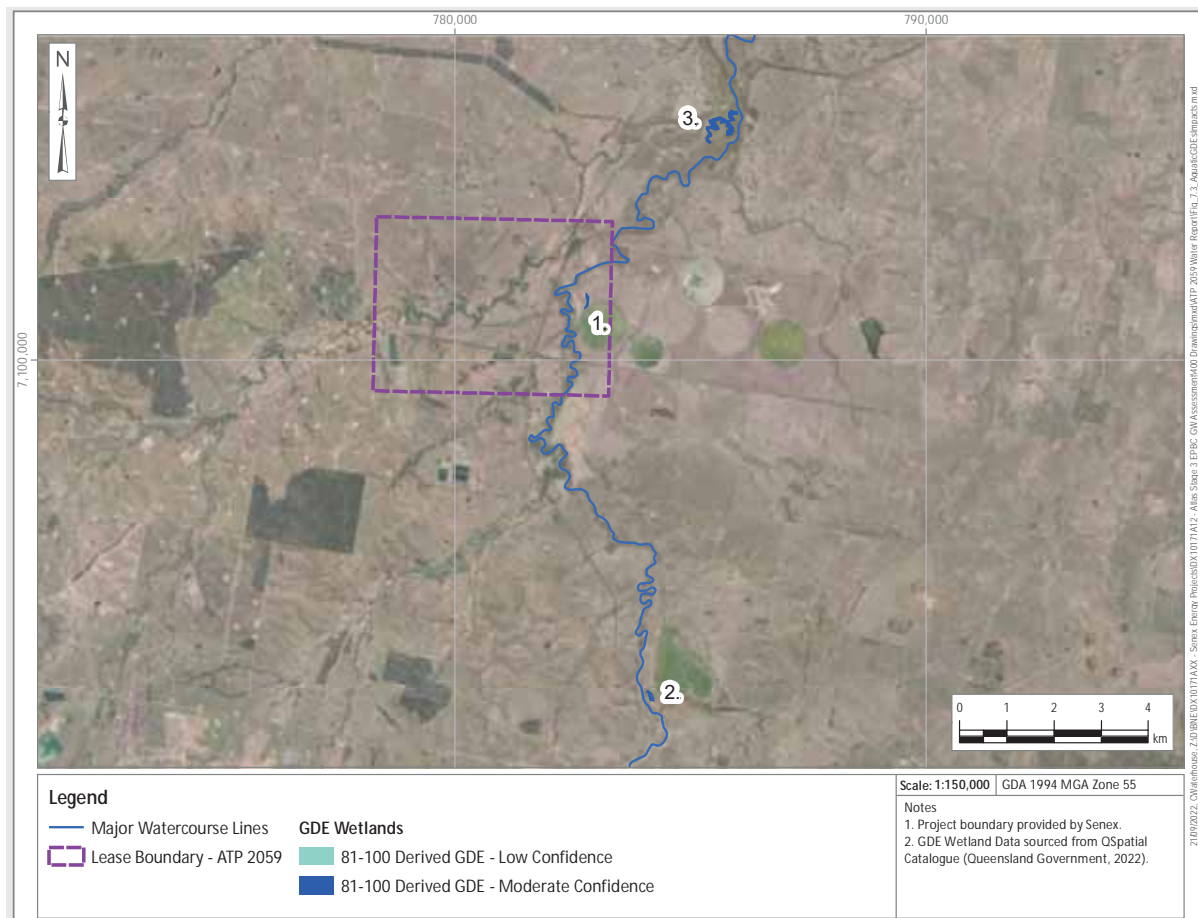 780,000
790,000
N
3.
7,100,000
1.
2.
0 1 2 3 4
km
Legend
Major Watercourse Lines
Lease Boundary - ATP 2059
GDE Wetlands
81-100 Derived GDE - Low Confidence
81-100 Derived GDE - Moderate Confidence
Scale: 1:150,000
GDA 1994 MGA Zone 55
Notes
1. Project boundary provided by Senex.
2. GDE Wetland Data sourced from QSpatial
Catalogue (Queensland Government, 2022).